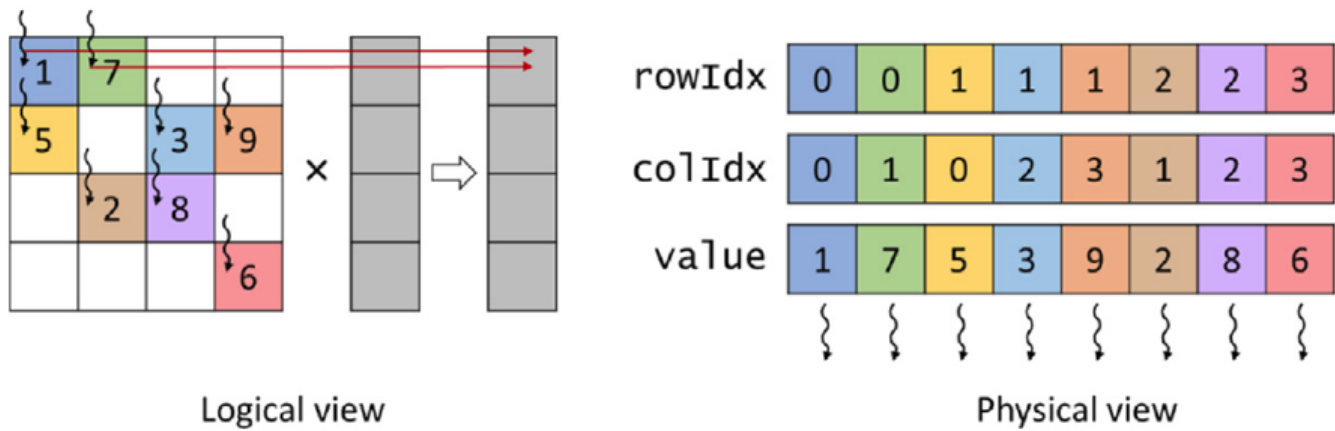 1 7
5 3 9
2 8
6
×
rowIdx 0 0 1 1 1 2 2 3
colIdx 0 1 0 2 3 1 2 3
value 1 7 5 3 9 2 8 6
Logical view
Physical view